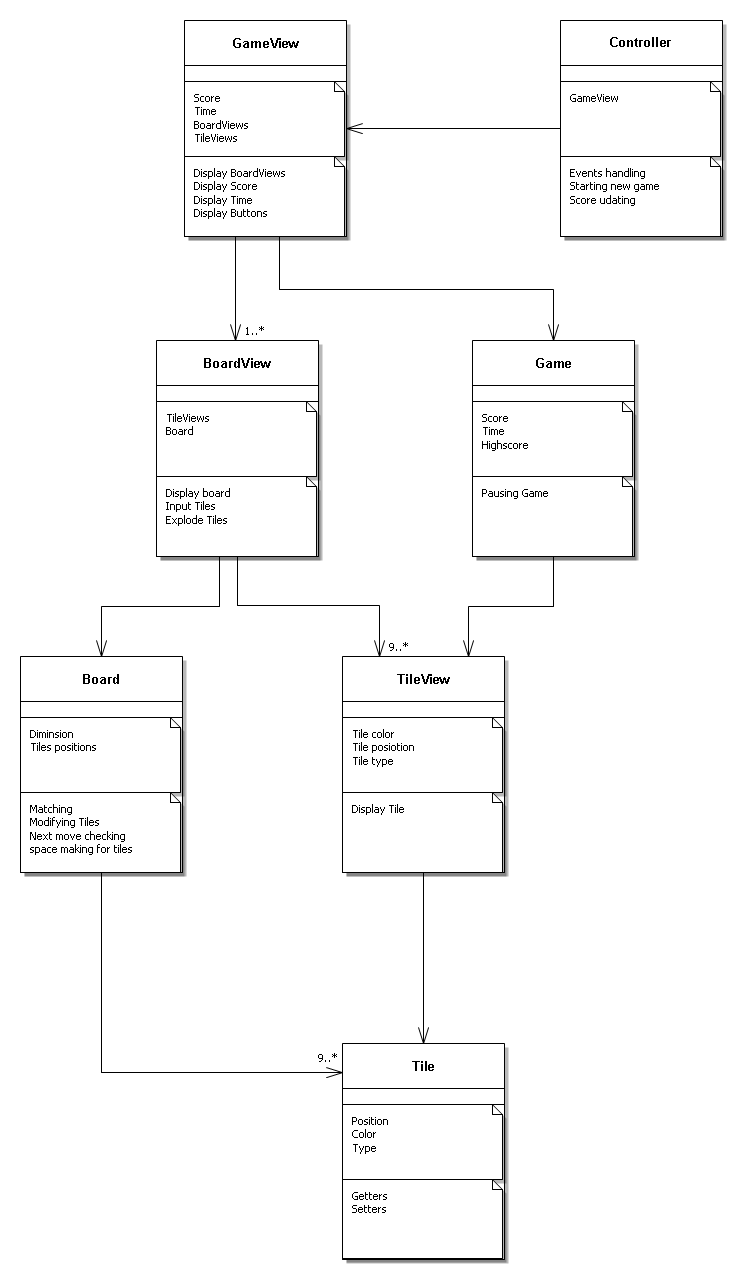 GameView
Score
Time
BoardViews
TileViews
Display BoardViews
Display Score
Display Time
Display Buttons
Controller
GameView
Events handling
Starting new game
Score udating
1..*
BoardView
TileViews
Board
Display board
Input Tiles
Explode Tiles
Game
Score
Time
Highscore
Pausing Game
Board
Diminsion
Tiles positions
Matching
Modifying Tiles
Next move checking
space making for tiles
9..*
TileView
Tile color
Tile posiotion
Tile type
Display Tile
9..*
Tile
Position
Color
Type
Getters
Setters